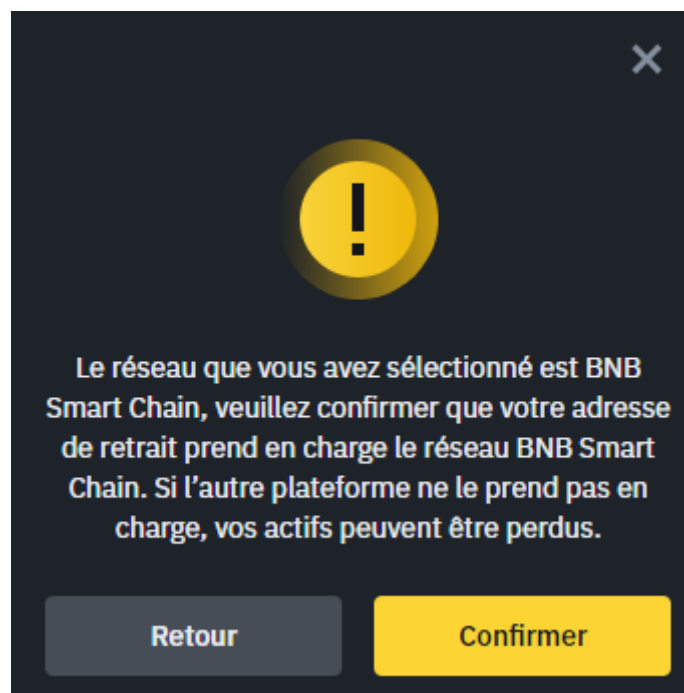 Le réseau que vous avez sélectionné est BNB
Smart Chain, veuillez confirmer que votre adresse
de retrait prend en charge le réseau BNB Smart
Chain. Si l’autre plateforme ne le prend pas en
charge, vos actifs peuvent être perdus.
Retour
Confirmer